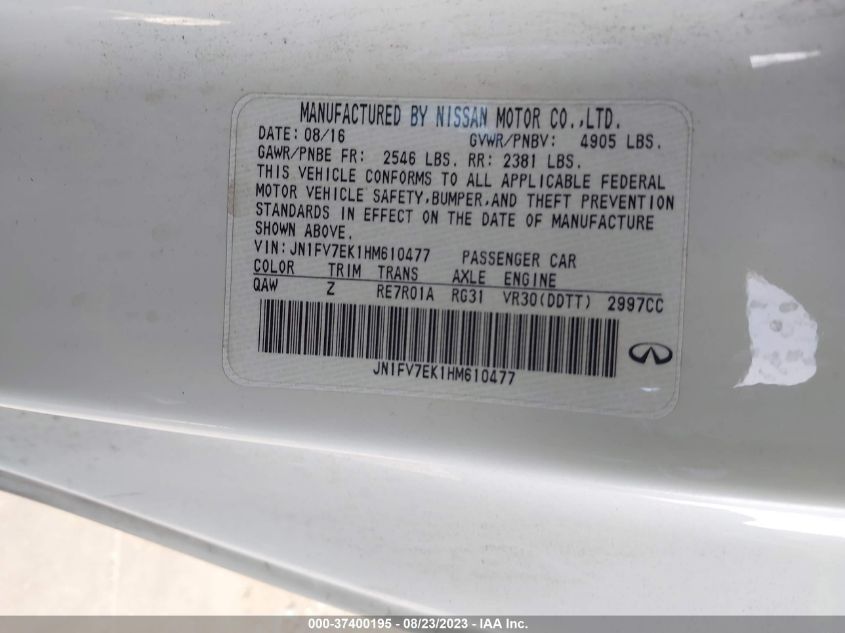 MANUFACTURED BY NISSAN MOTOR CO.,LTD.
DATE: 08/16 GVWR/PNBV: 4905 LBS.
GAWR/PNBE FR: 2546 LBS. RR: 2381 LBS.
THIS VEHICLE CONFORMS TO ALL APPLICABLE FEDERAL
MOTOR VEHICLE SAFETY,BUMPER,AND THEFT PREVENTION
STANDARDS IN EFFECT ON THE DATE OF MANUFACTURE
SHOWN ABOVE.
VIN:JN1FV7EK1HM610477 PASSENGER CAR
COLOR TRIM TRANS AXLE ENGINE
QAW Z RE7R01A RG31 VR30(DDTT) 2997CC
JN1FV7EK1HM610477
000-37400195 - 08/23/2023 - © IAA Inc.